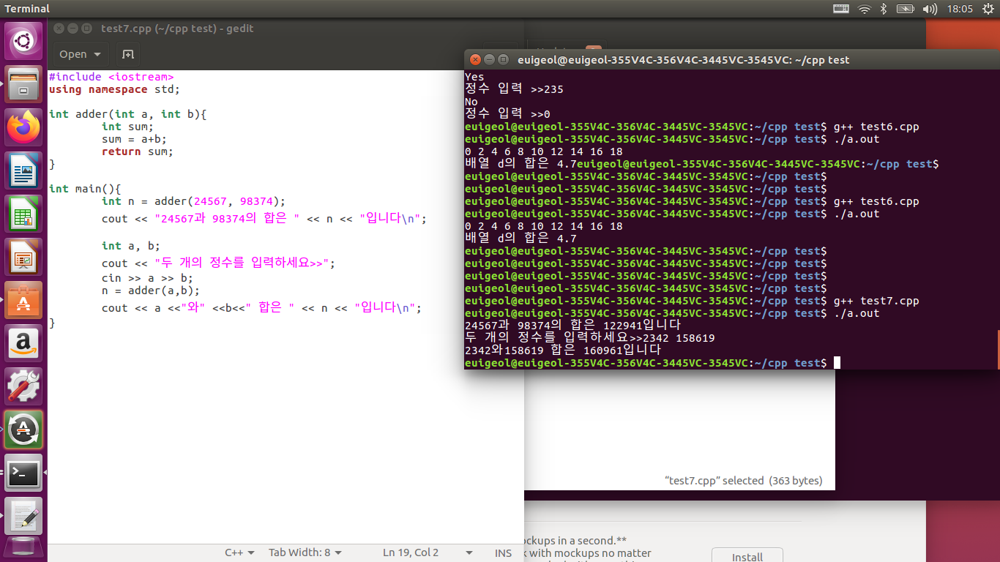 Terminal
18:05
test7.cpp (~/cpp test) - gedit
Open
#include <iostream>
using namespace std;
int adder(int a, int b){
int sum;
sum = a+b;
return sum;
}
int main(){
int n = adder(24567, 98374);
cout << "24567과 98374의 합은 " << n << "입니다\n";
int a, b;
cout << "두 개의 정수를 입력하세요>>";
cin >> a >> b;
n = adder(a,b);
cout << a <<"와" <<b<<" 합은 " << n << "입니다\n";
}
C++
Tab Width: 8
Ln 19, Col 2
INS
euigeol@euigeol-355V4C-356V4C-3445VC-3545VC: ~/cpp test
Yes
정수 입력 >>235
No
정수 입력 >>0
euigeol@euigeol-355V4C-356V4C-3445VC-3545VC:~/cpp test$ g++ test6.cpp
euigeol@euigeol-355V4C-356V4C-3445VC-3545VC:~/cpp test$ ./a.out
0 2 4 6 8 10 12 14 16 18
배열 d의 합은 4.7euigeol@euigeol-355V4C-356V4C-3445VC-3545VC:~/cpp test$
euigeol@euigeol-355V4C-356V4C-3445VC-3545VC:~/cpp test$
euigeol@euigeol-355V4C-356V4C-3445VC-3545VC:~/cpp test$
euigeol@euigeol-355V4C-356V4C-3445VC-3545VC:~/cpp test$ g++ test6.cpp
euigeol@euigeol-355V4C-356V4C-3445VC-3545VC:~/cpp test$ ./a.out
0 2 4 6 8 10 12 14 16 18
배열 d의 합은 4.7
euigeol@euigeol-355V4C-356V4C-3445VC-3545VC:~/cpp test$
euigeol@euigeol-355V4C-356V4C-3445VC-3545VC:~/cpp test$
euigeol@euigeol-355V4C-356V4C-3445VC-3545VC:~/cpp test$
euigeol@euigeol-355V4C-356V4C-3445VC-3545VC:~/cpp test$
euigeol@euigeol-355V4C-356V4C-3445VC-3545VC:~/cpp test$ g++ test7.cpp
euigeol@euigeol-355V4C-356V4C-3445VC-3545VC:~/cpp test$ ./a.out
24567과 98374의 합은 122941입니다
두 개의 정수를 입력하세요>>2342 158619
2342와158619 합은 160961입니다
euigeol@euigeol-355V4C-356V4C-3445VC-3545VC:~/cpp test$
“test7.cpp” selected (363 bytes)
ockups in a second.**
with mockups no matter
Install